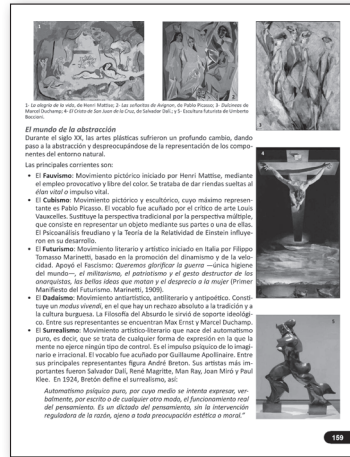 1- La alegría de la vida, de Henri Mattise; 2- Las señoritas de Avignon, de Pablo Picasso; 3- Dulcineas de
Marcel Duchamp; 4- El Cristo de San Juan de la Cruz, de Salvador Dalí; y 5- Escultura futurista de Umberto
Boccioni.
El mundo de la abstracción
Durante el siglo XX, las artes plásticas sufrieron un profundo cambio, dando
paso a la abstracción y despreocupándose de la representación de los compo-
nentes del entorno natural.
Las principales corrientes son:
• El Fauvismo: Movimiento pictórico iniciado por Henri Mattise, mediante
el empleo provocativo y libre del color. Se trataba de dar riendas sueltas al
élan vital o impulso vital.
• El Cubismo: Movimiento pictórico y escultórico, cuyo máximo represen-
tante es Pablo Picasso. El vocablo fue acuñado por el crítico de arte Louis
Vauxcelles. Sustituye la perspectiva tradicional por la perspectiva múltiple,
que consiste en representar un objeto mediante sus partes a una de ellas.
El Psicoanálisis freudiano y la Teoría de la Relatividad de Einstein influye-
ron en su desarrollo.
• El Futurismo: Movimiento literario y artístico iniciado en Italia por Filippo
Tomasso Marinetti, basado en la promoción del dinamismo y de la velo-
cidad. Apoyó el Fascismo: Queremos glorificar la guerra —única higiene
del mundo—, el militarismo, el patriotismo y el gesto destructor de los
anarquistas, las bellas ideas que matan y el desprecio a la mujer (Primer
Manifiesto del Futurismo. Marinetti, 1909).
• El Dadaísmo: Movimiento antiartístico, antiliterario y antipoético. Consti-
tuye un modus vivendi, en el que hay un rechazo absoluto a la tradición y a
la cultura burguesa. La Filosofía del Absurdo le sirvió de soporte ideológi-
co. Entre sus representantes se encuentran Max Ernst y Marcel Duchamp.
• El Surrealismo: Movimiento artístico-literario que nace del automatismo
puro, es decir, que se trata de cualquier forma de expresión en la que la
mente no ejerce ningún tipo de control. Es el impulso psíquico de lo imagi-
nario e irracional. El vocablo fue acuñado por Guillaume Apollinaire. Entre
sus principales representantes figura André Breton. Sus artistas más im-
portantes fueron Salvador Dalí, René Magritte, Man Ray, Joan Miró y Paul
Klee. En 1924, Bretón define el surrealismo, así:
Automatismo psíquico puro, por cuyo medio se intenta expresar, ver-
balmente, por escrito o de cualquier otro modo, el funcionamiento real
del pensamiento. Es un dictado del pensamiento, sin la intervención
reguladora de la razón, ajeno a toda preocupación estética o moral."
1
2
3
4
5
159